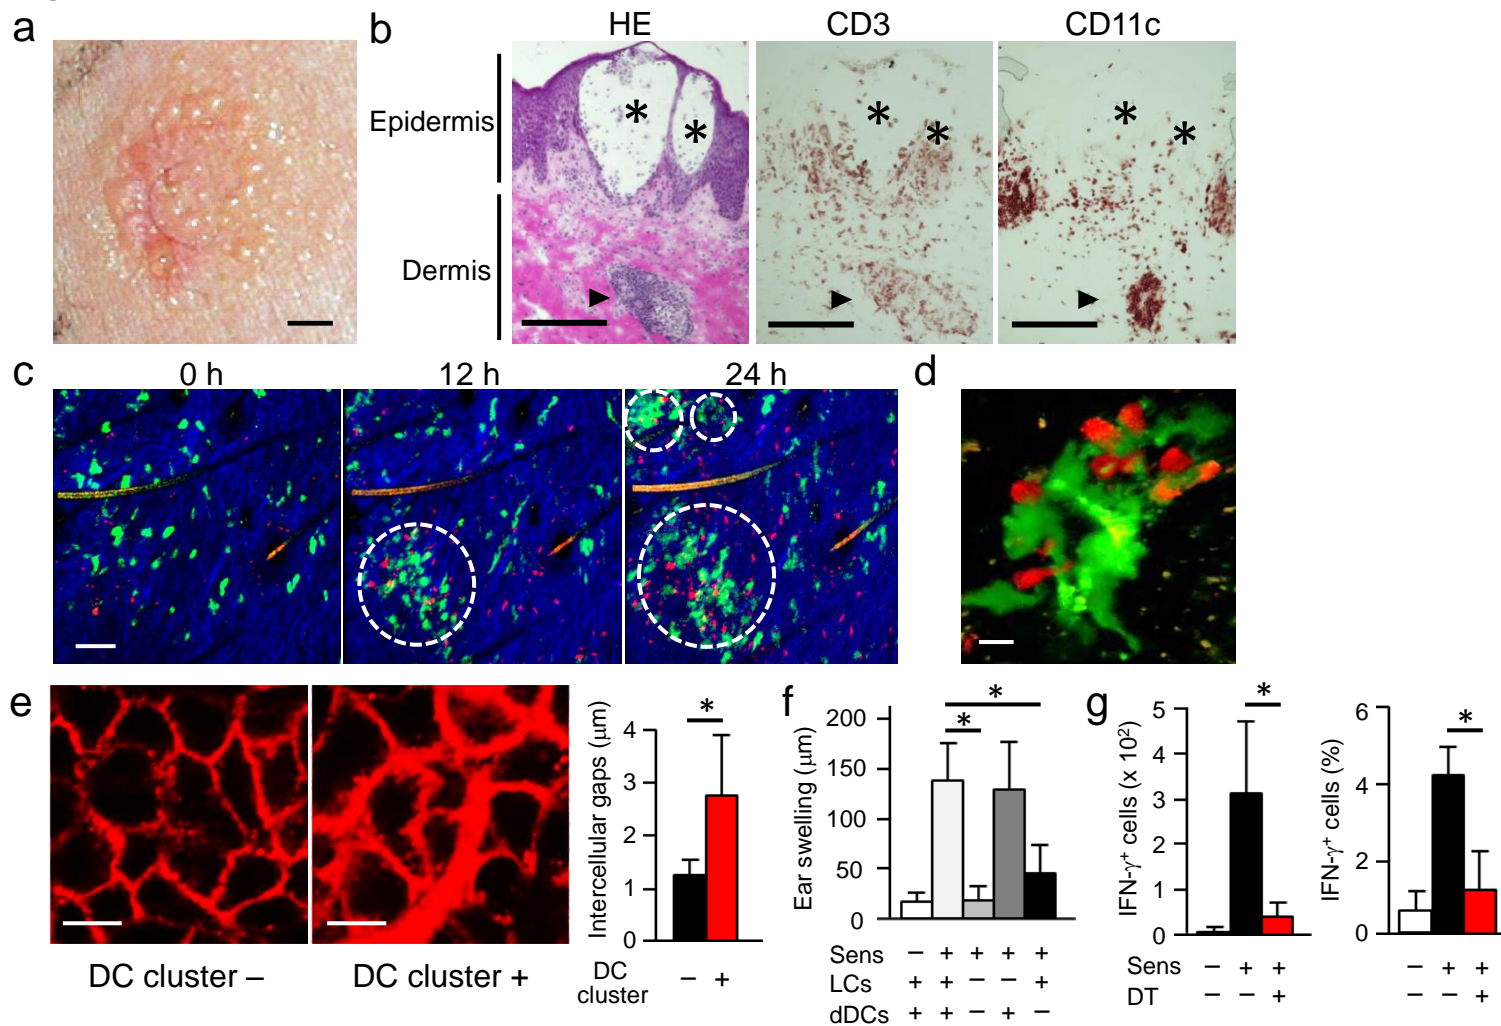 a
b
HE
CD3
CD11c
Epidermis
Dermis
*
*
*
*
*
*
c
0 h
12 h
24 h
d
e
DC cluster –
DC cluster +
Intercellular gaps (μm)
4
3
2
1
0
*
DC cluster
– +
f
Ear swelling (μm)
200
150
100
50
0
*
*
Sens – + + + +
LCs + + – – +
dDCs + + – + –
g
IFN-γ+ cells (x 10²)
5
4
3
2
1
0
*
Sens – + +
DT – – +
IFN-γ+ cells (%)
6
4
2
0
*
– + +
– – +